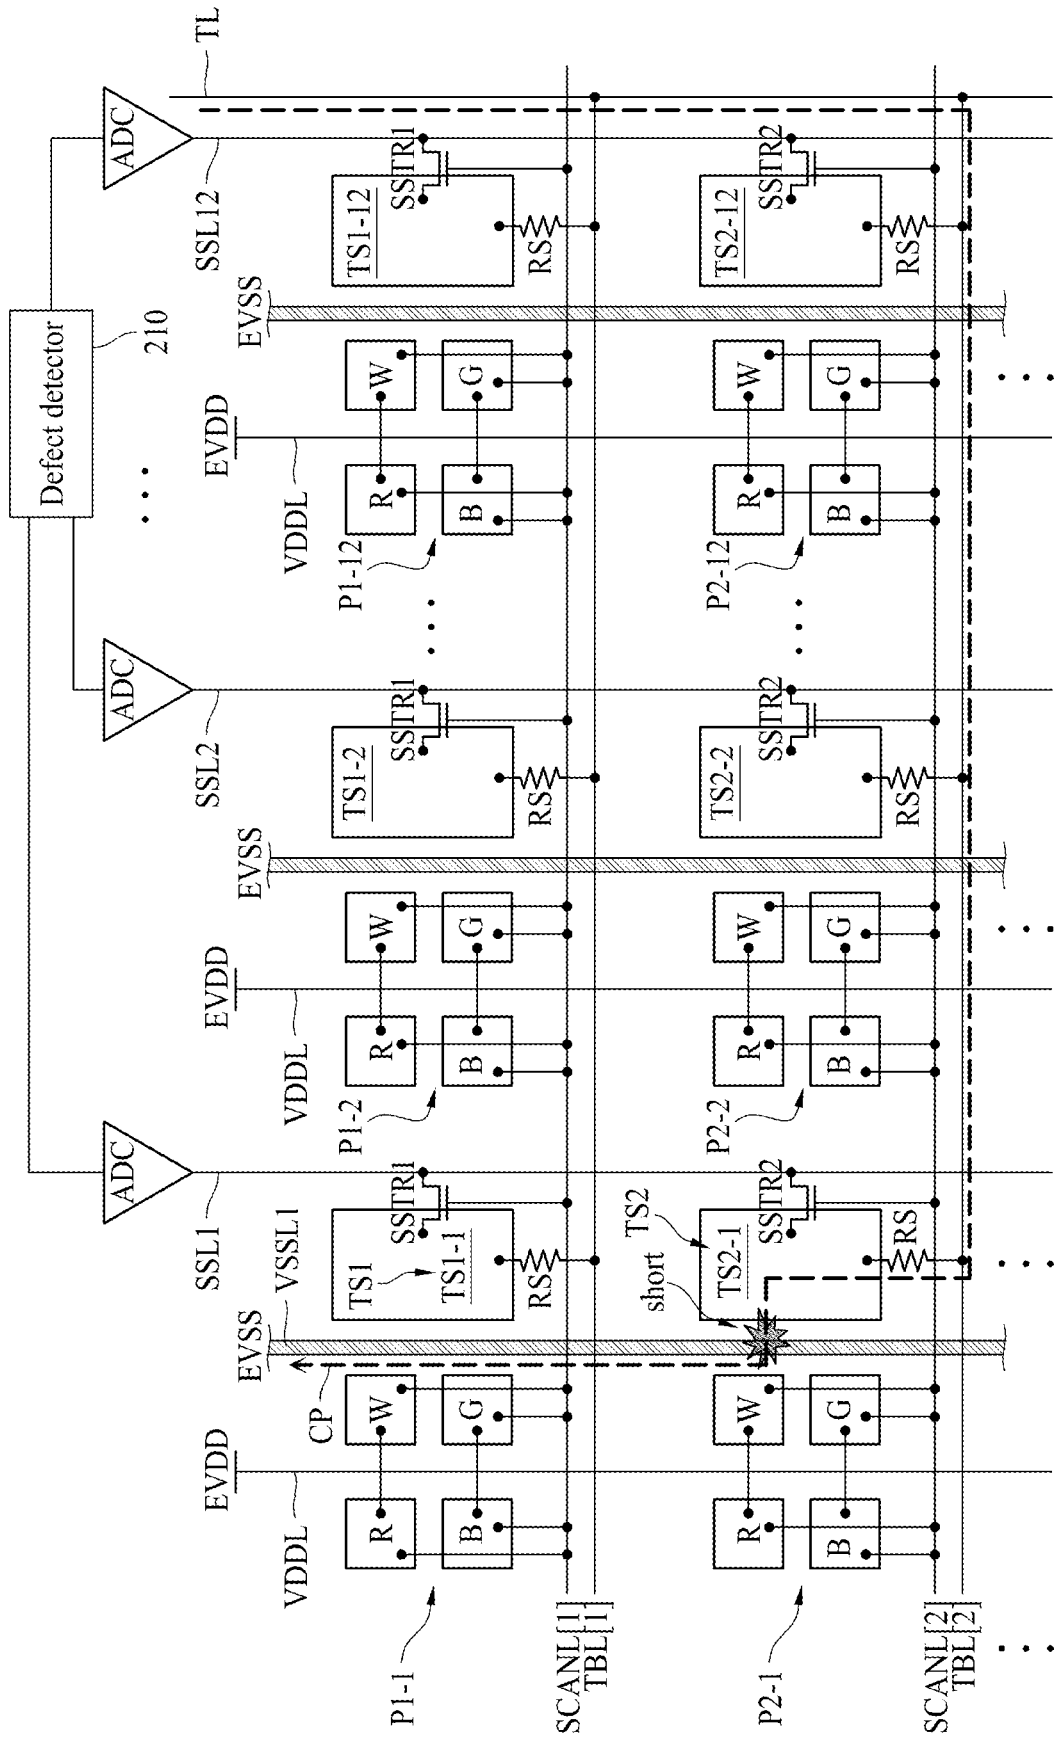 Defect detector
ADC ADC ADC
210
SSL1 SSL2 SSL12 TL
EVDD EVDD EVDD
EVSS EVSS EVSS
VSSL1
VDDL VDDL VDDL
CP
P1-2 P1-12
TS1 TS1-2 TS1-12
R W R W R W
P1-1 SSTR1 SSTR1 SSTR1
TS1-1
B G B G B G
RS RS RS
SCANL[1]
TBL[1]
TS2
short
P2-2 P2-12
TS2-1 TS2-2 TS2-12
R W R W R W
P2-1 SSTR2 SSTR2 SSTR2
B G B G B G
RS RS RS
SCANL[2]
TBL[2]